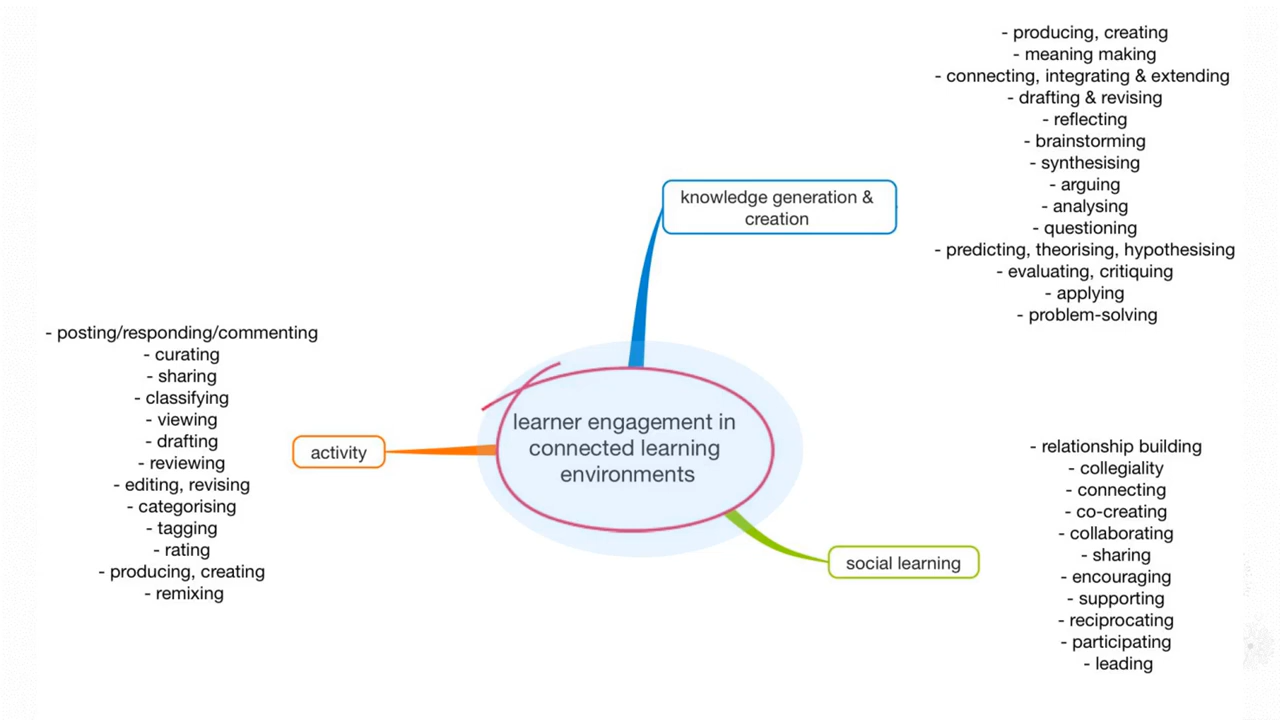 - producing, creating
- meaning making
- connecting, integrating & extending
- drafting & revising
- reflecting
- brainstorming
- synthesising
- arguing
- analysing
- questioning
- predicting, theorising, hypothesising
- evaluating, critiquing
- applying
- problem-solving
knowledge generation &
creation
- posting/responding/commenting
- curating
- sharing
- classifying
- viewing
- drafting
- reviewing
- editing, revising
- categorising
- tagging
- rating
- producing, creating
- remixing
activity
learner engagement in
connected learning
environments
social learning
- relationship building
- collegiality
- connecting
- co-creating
- collaborating
- sharing
- encouraging
- supporting
- reciprocating
- participating
- leading